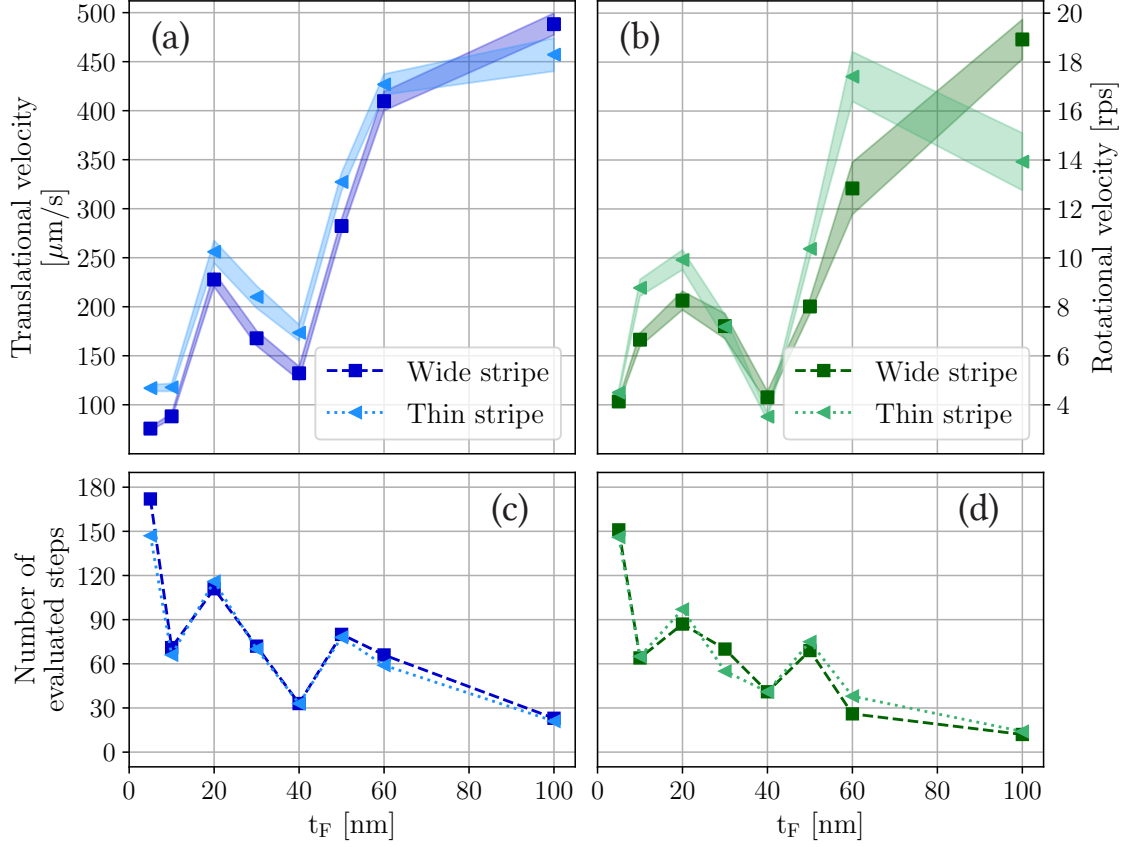 (a)
(b)
Translational velocity
[μm/s]
500
450
400
350
300
250
200
150
100
Wide stripe
Thin stripe
Wide stripe
Thin stripe
20
18
16
14
12
10
8
6
4
Rotational velocity [rps]
(c)
(d)
Number of
evaluated steps
180
150
120
90
60
30
0
0 20 40 60 80 100
0 20 40 60 80 100
t_F [nm]
t_F [nm]